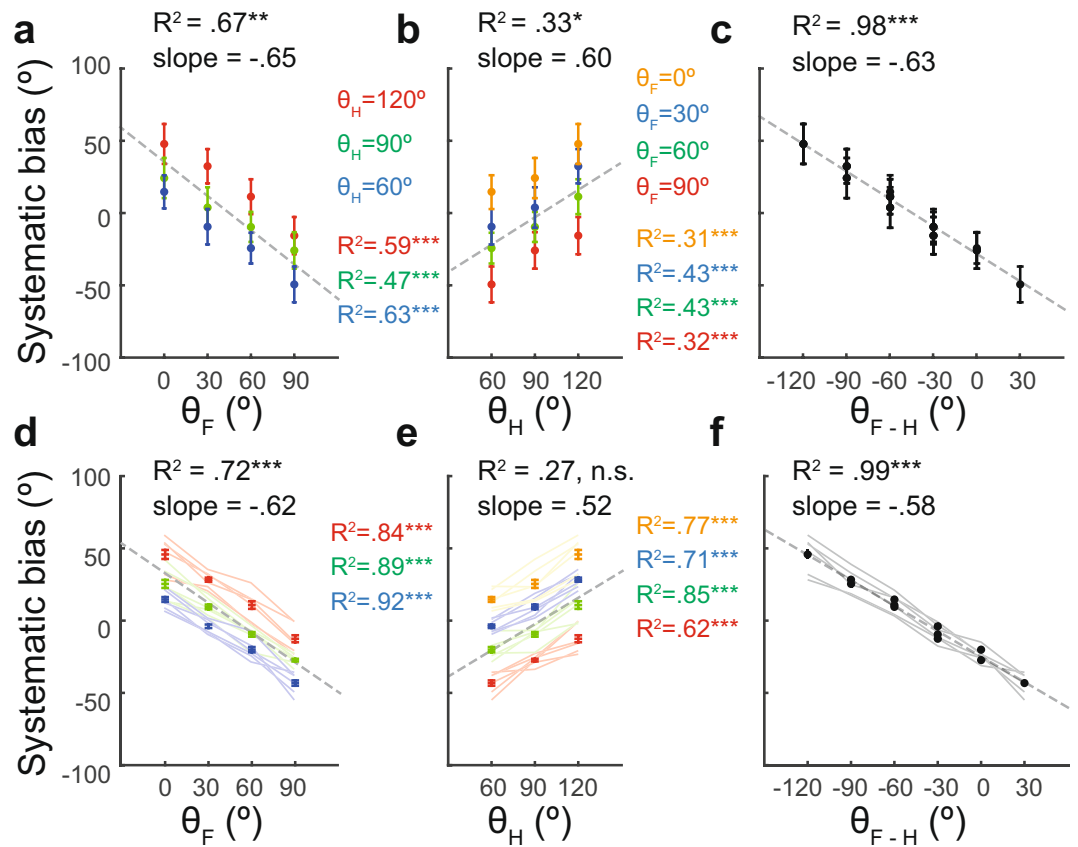 a
R² = .67**
slope = -.65
b
R² = .33*
slope = .60
c
R² = .98***
slope = -.63
Systematic bias (º)
100
50
0
-50
-100
θF=0º
θF=30º
θF=60º
θF=90º
θH=120º
θH=90º
θH=60º
R²=.59***
R²=.47***
R²=.63***
R²=.31***
R²=.43***
R²=.43***
R²=.32***
0 30 60 90
θF (º)
60 90 120
θH (º)
-120 -90 -60 -30 0 30
θF - H (º)
d
R² = .72***
slope = -.62
e
R² = .27, n.s.
slope = .52
f
R² = .99***
slope = -.58
Systematic bias (º)
100
50
0
-50
-100
R²=.84***
R²=.89***
R²=.92***
R²=.77***
R²=.71***
R²=.85***
R²=.62***
0 30 60 90
θF (º)
60 90 120
θH (º)
-120 -90 -60 -30 0 30
θF - H (º)